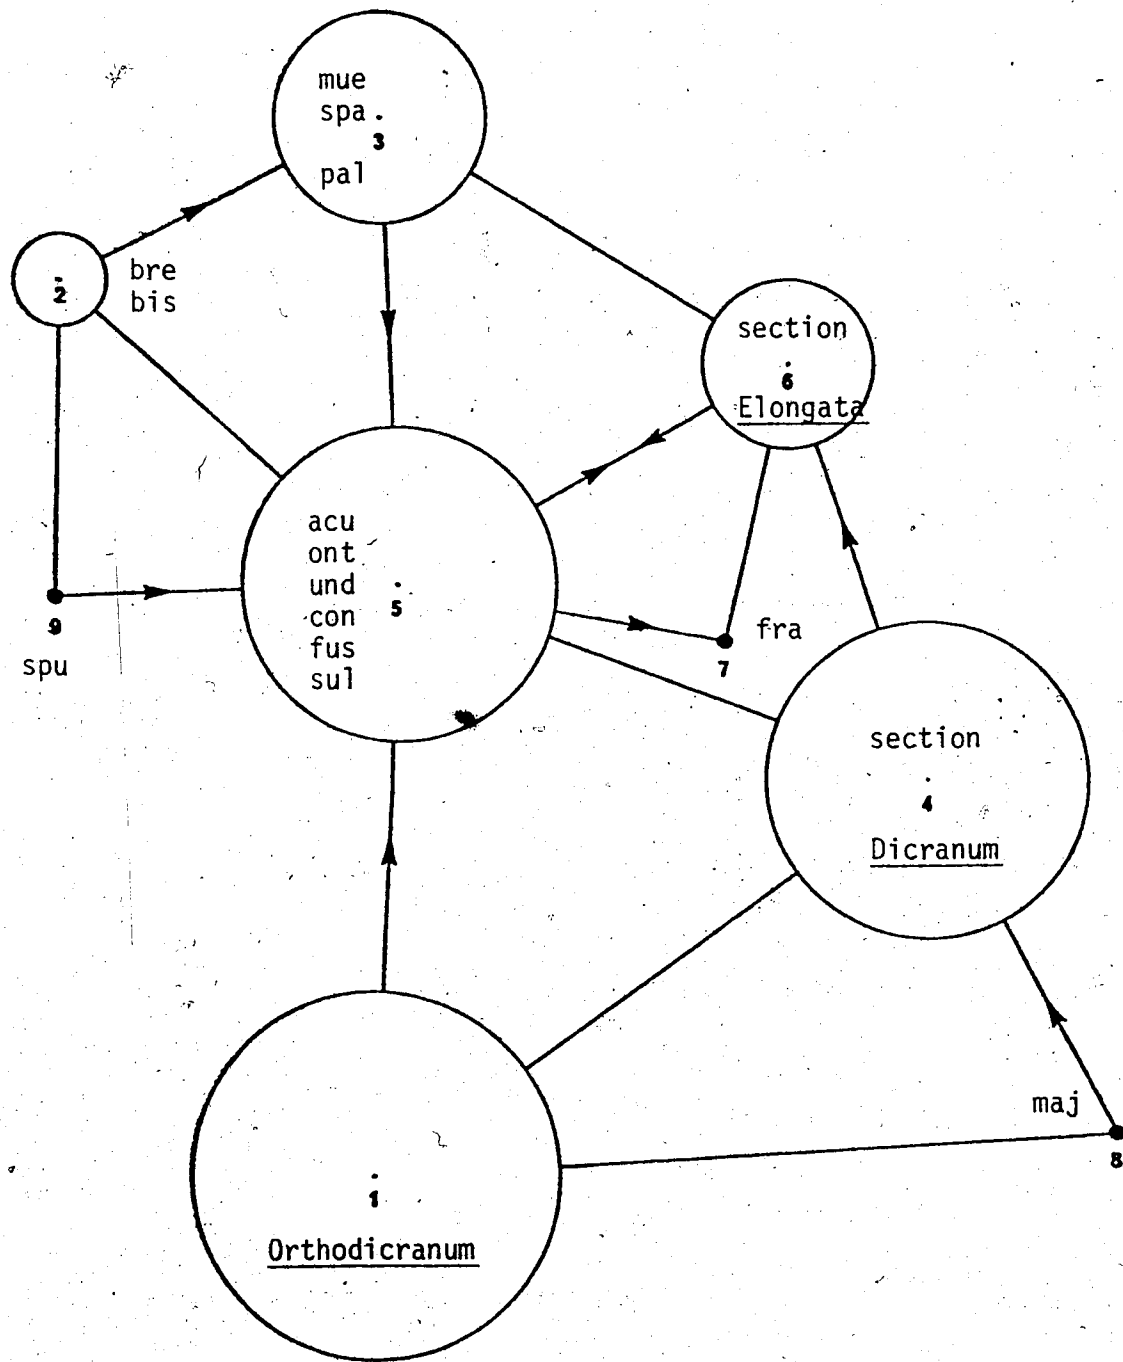 mue
spa
3
pal
2
bre
bis
section
6
Elongata
acu
ont
und
con
fus
sul
5
9
spu
7
fra
section
4
Dicranum
maj
8
1
Orthodicranum